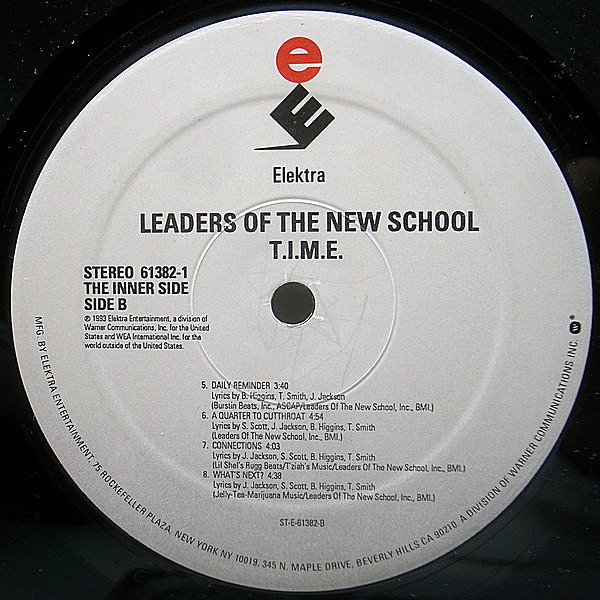 e
E
Elektra
LEADERS OF THE NEW SCHOOL
T.I.M.E.
STEREO 61382-1
THE INNER SIDE
SIDE B
℗ 1993 Elektra Entertainment, a division of
Warner Communications, Inc. for the United
States and WEA International Inc. for the
world outside of the United States.
5. DAILY REMINDER 3:40
Lyrics by B. Higgins, T. Smith, J. Jackson
(Burstin Beats, Inc., ASCAP/Leaders Of The New School, Inc., BMI.)
6. A QUARTER TO CUTTHROAT 4:54
Lyrics by S. Scott, J. Jackson, B. Higgins, T. Smith
(Leaders Of The New School, Inc., BMI.)
7. CONNECTIONS 4:03
Lyrics by J. Jackson, S. Scott, B. Higgins, T. Smith
(Lil Shel's Rugg Beats/T'ziah's Music/Leaders Of The New School, Inc., BMI.)
8. WHAT'S NEXT? 4:38
Lyrics by J. Jackson, S. Scott, B. Higgins, T. Smith
(Jelly-Tea-Marijuana Music/Leaders Of The New School, Inc., BMI.)
ST-E-61382-B
MFG. BY ELEKTRA ENTERTAINMENT, 75 ROCKEFELLER PLAZA, NEW YORK NY 10019, 345 N. MAPLE DRIVE, BEVERLY HILLS CA 90210. A DIVISION OF WARNER COMMUNICATIONS INC. W ®